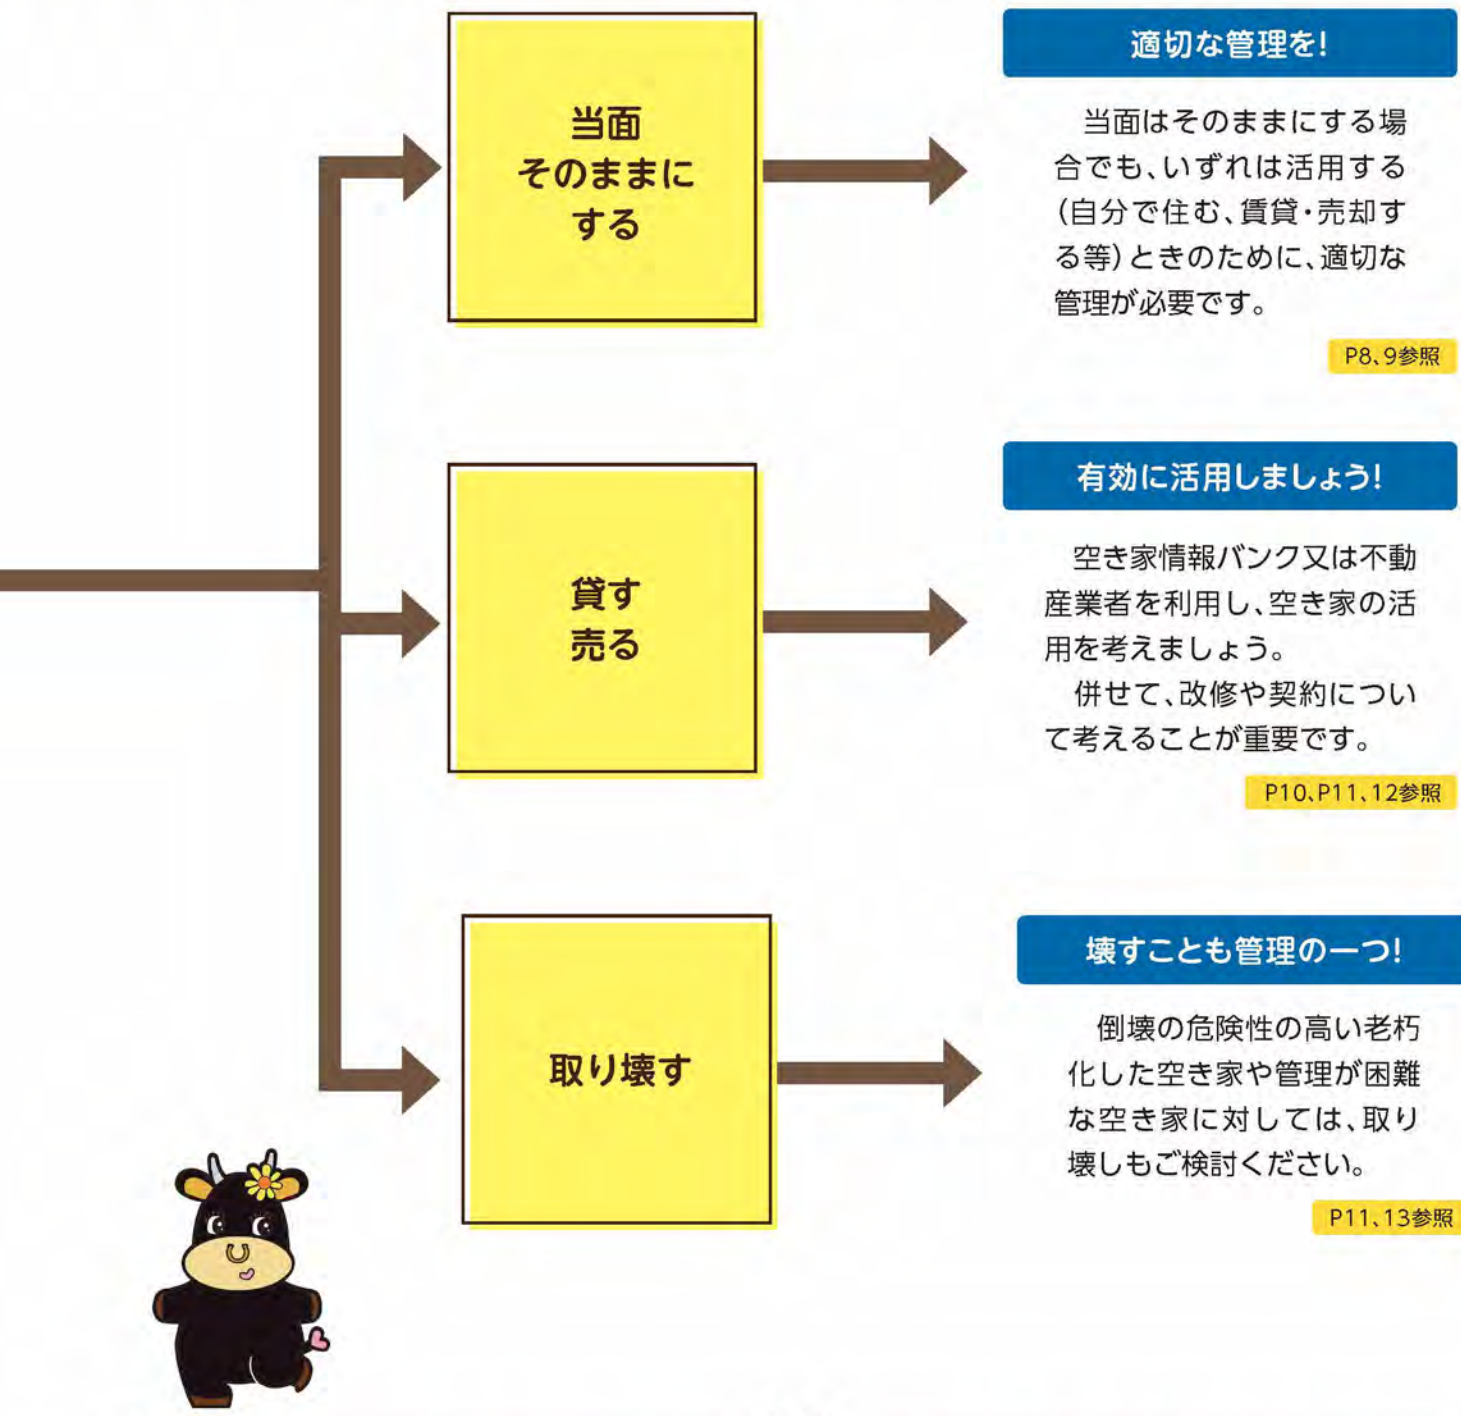 当面
そのままに
する
適切な管理を!
当面はそのままにする場
合でも、いずれは活用する
(自分で住む、賃貸・売却す
る等)ときのために、適切な
管理が必要です。
P8、9参照
貸す
売る
有効に活用しましょう!
空き家情報バンク又は不動
産業者を利用し、空き家の活
用を考えましょう。
併せて、改修や契約につい
て考えることが重要です。
P10、P11、12参照
取り壊す
壊すことも管理の一つ!
倒壊の危険性の高い老朽
化した空き家や管理が困難
な空き家に対しては、取り
壊しもご検討ください。
P11、13参照